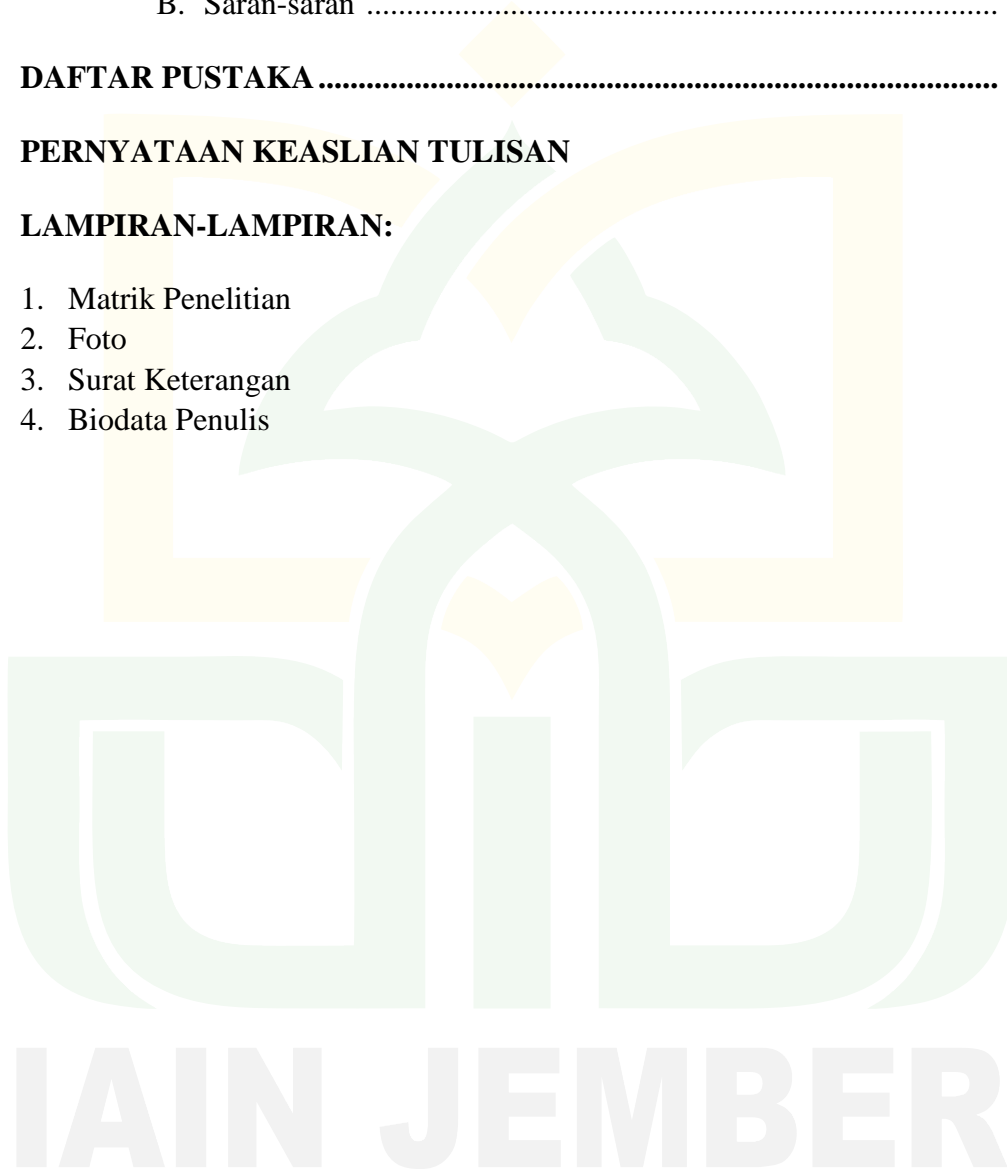 B. Saran-saran ................................................................................
DAFTAR PUSTAKA .....................................................................................
PERNYATAAN KEASLIAN TULISAN
LAMPIRAN-LAMPIRAN:
1. Matrik Penelitian
2. Foto
3. Surat Keterangan
4. Biodata Penulis
IAIN JEMBER